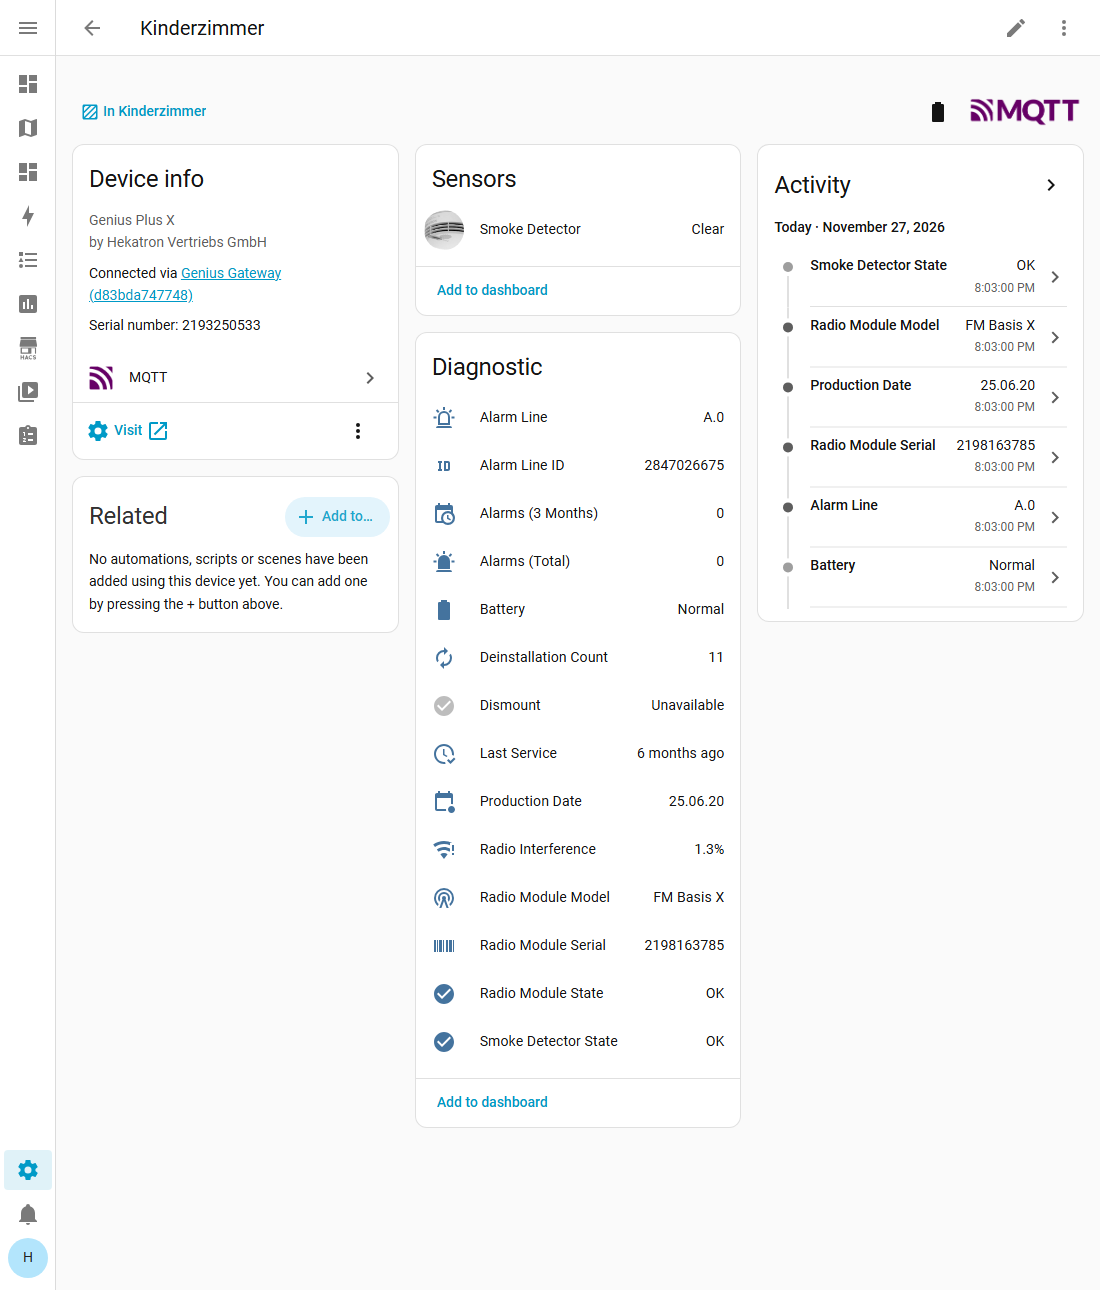 Kinderzimmer
In Kinderzimmer
MQTT
Device info
Genius Plus X
by Hekatron Vertriebs GmbH
Connected via Genius Gateway
(d83bda747748)
Serial number: 2193250533
MQTT
Visit
Related
Add to...
No automations, scripts or scenes have been
added using this device yet. You can add one
by pressing the + button above.
Sensors
Smoke Detector Clear
Add to dashboard
Diagnostic
Alarm Line A.0
ID Alarm Line ID 2847026675
Alarms (3 Months) 0
Alarms (Total) 0
Battery Normal
Deinstallation Count 11
Dismount Unavailable
Last Service 6 months ago
Production Date 25.06.20
Radio Interference 1.3%
Radio Module Model FM Basis X
Radio Module Serial 2198163785
Radio Module State OK
Smoke Detector State OK
Add to dashboard
Activity
Today · November 27, 2026
Smoke Detector State OK
8:03:00 PM
Radio Module Model FM Basis X
8:03:00 PM
Production Date 25.06.20
8:03:00 PM
Radio Module Serial 2198163785
8:03:00 PM
Alarm Line A.0
8:03:00 PM
Battery Normal
8:03:00 PM
HACS
H